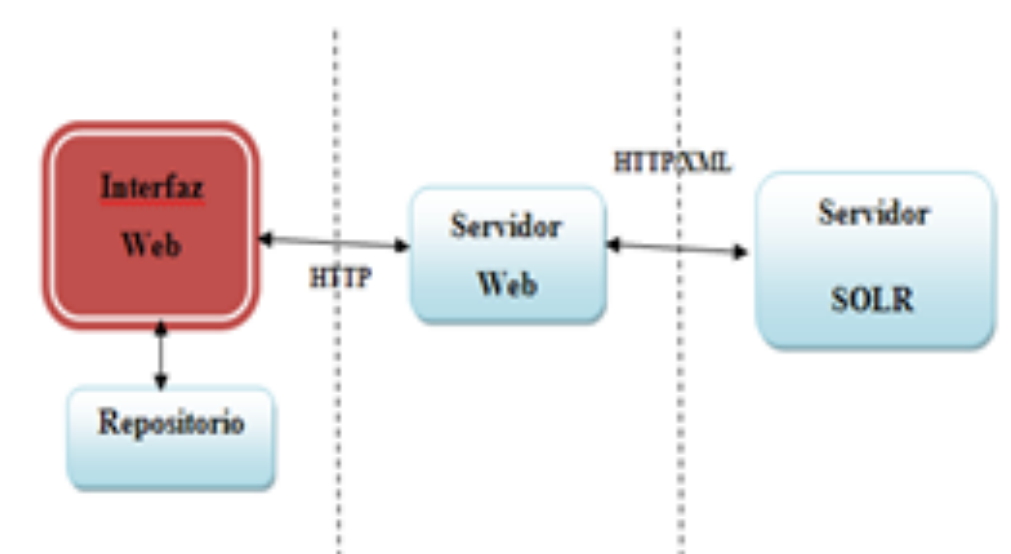 Interfaz
Web
HTTP
Servidor
Web
HTTP/XML
Servidor
SOLR
Repositorio